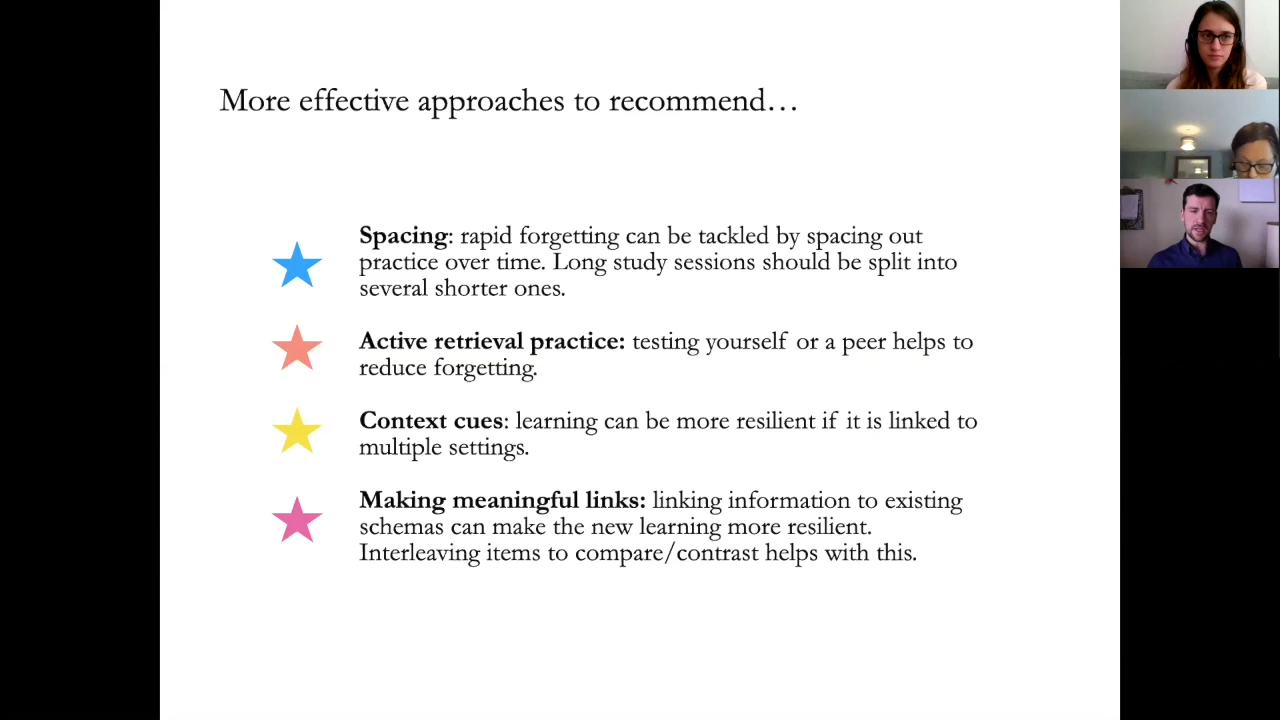 More effective approaches to recommend…
Spacing: rapid forgetting can be tackled by spacing out
practice over time. Long study sessions should be split into
several shorter ones.
Active retrieval practice: testing yourself or a peer helps to
reduce forgetting.
Context cues: learning can be more resilient if it is linked to
multiple settings.
Making meaningful links: linking information to existing
schemas can make the new learning more resilient.
Interleaving items to compare/contrast helps with this.